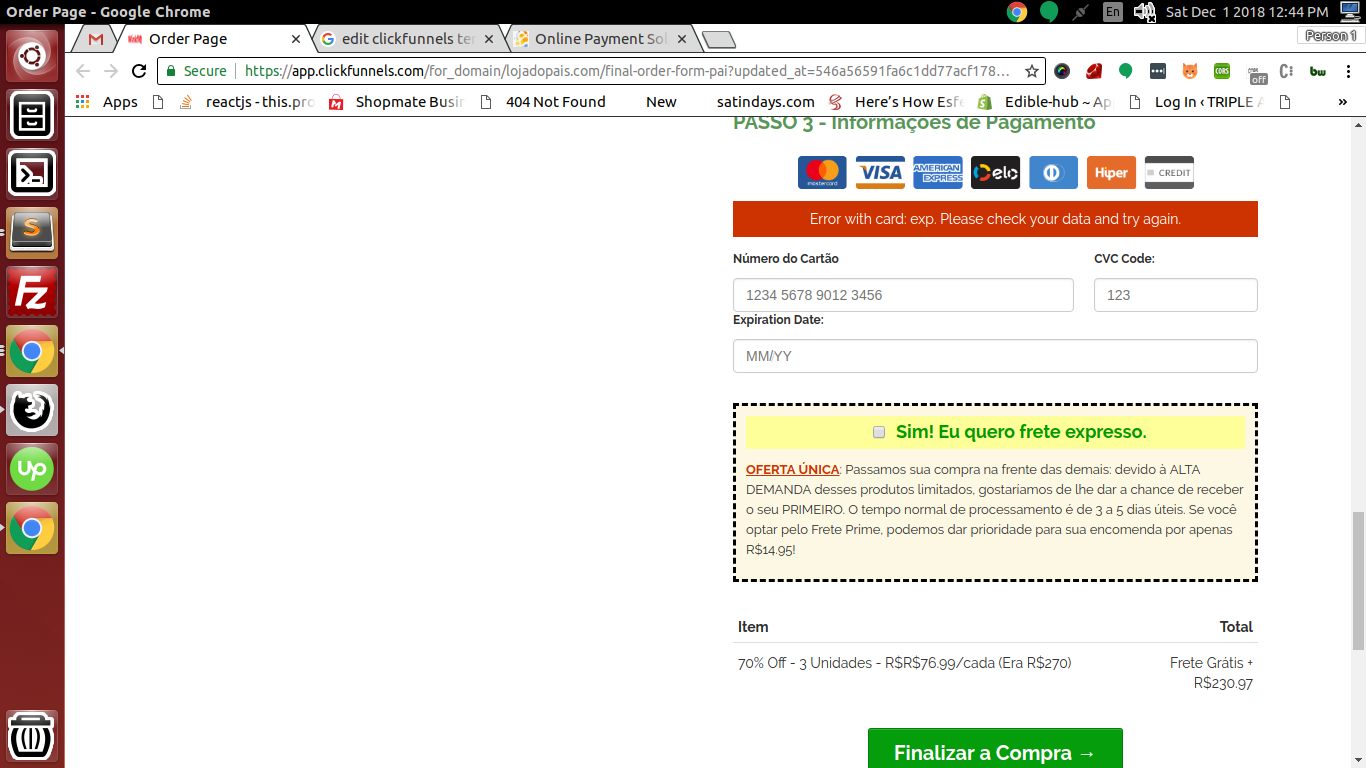 Order Page - Google Chrome
En
Sat Dec 1 2018 12:44 PM
Person 1
Order Page
edit clickfunnels ter
Online Payment Sol
Secure
https://app.clickfunnels.com/for_domain/lojadopais.com/final-order-form-pai?updated_at=546a56591fa6c1dd77acf178...
CORS
off
bw
Apps
reactjs - this.pro
Shopmate Busin
404 Not Found
New
satindays.com
Here's How Esfe
Edible-hub ~ Ap
Log In ‹ TRIPLE A
»
PASSO 3 - Informações de Pagamento
mastercard
VISA
AMERICAN EXPRESS
elo
Hiper
CREDIT
Error with card: exp. Please check your data and try again.
Número do Cartão
CVC Code:
1234 5678 9012 3456
123
Expiration Date:
MM/YY
Sim! Eu quero frete expresso.
OFERTA ÚNICA: Passamos sua compra na frente das demais: devido à ALTA
DEMANDA desses produtos limitados, gostaríamos de lhe dar a chance de receber
o seu PRIMEIRO. O tempo normal de processamento é de 3 a 5 dias úteis. Se você
optar pelo Frete Prime, podemos dar prioridade para sua encomenda por apenas
R$14.95!
Item
Total
70% Off - 3 Unidades - R$R$76.99/cada (Era R$270)
Frete Grátis +
R$230.97
Finalizar a Compra →
Fz
up